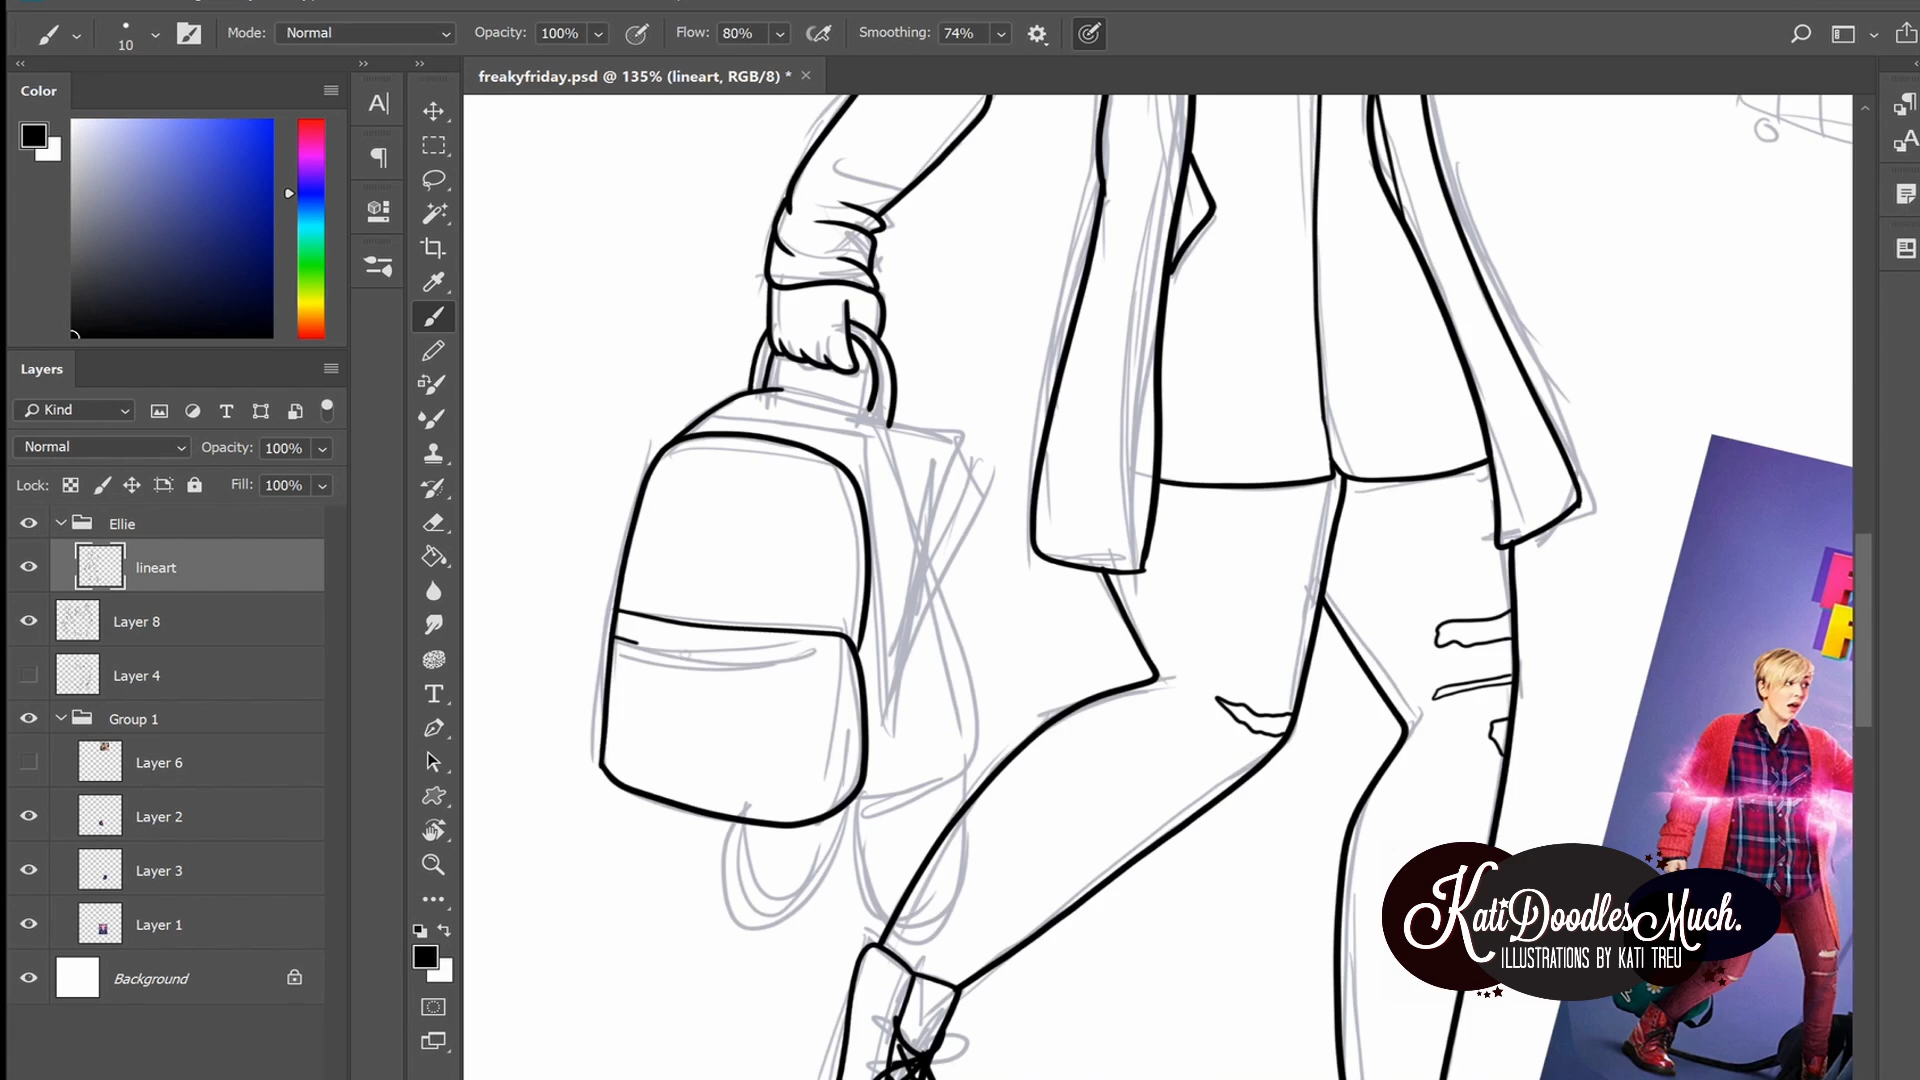 10
Mode: Normal
Opacity: 100%
Flow: 80%
Smoothing: 74%
freakyfriday.psd @ 135% (lineart, RGB/8) *
Color
Layers
Kind
Normal
Opacity: 100%
Lock:
Fill: 100%
Ellie
lineart
Layer 8
Layer 4
Group 1
Layer 6
Layer 2
Layer 3
Layer 1
Background
KatiDoodlesMuch.
ILLUSTRATIONS BY KATI TREU